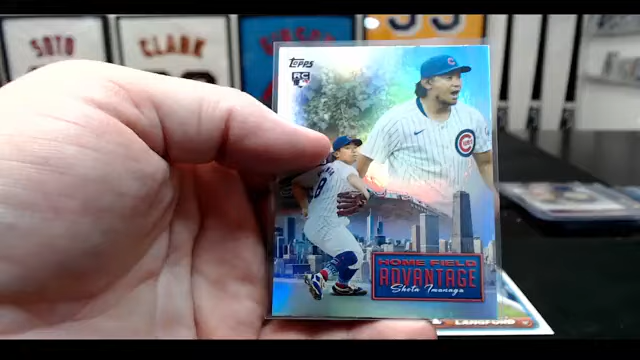 SOTO
CLARK
Topps
RC
HOME FIELD
ADVANTAGE
Shota Imanaga
LANGFORD